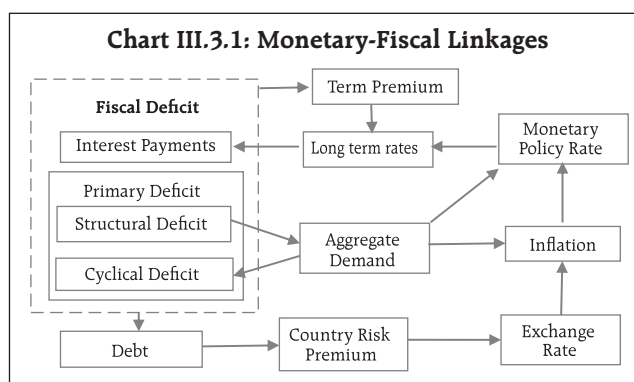 Chart III.3.1: Monetary-Fiscal Linkages
Fiscal Deficit
Term Premium
Interest Payments
Long term rates
Monetary
Policy Rate
Primary Deficit
Structural Deficit
Cyclical Deficit
Aggregate
Demand
Inflation
Debt
Country Risk
Premium
Exchange
Rate